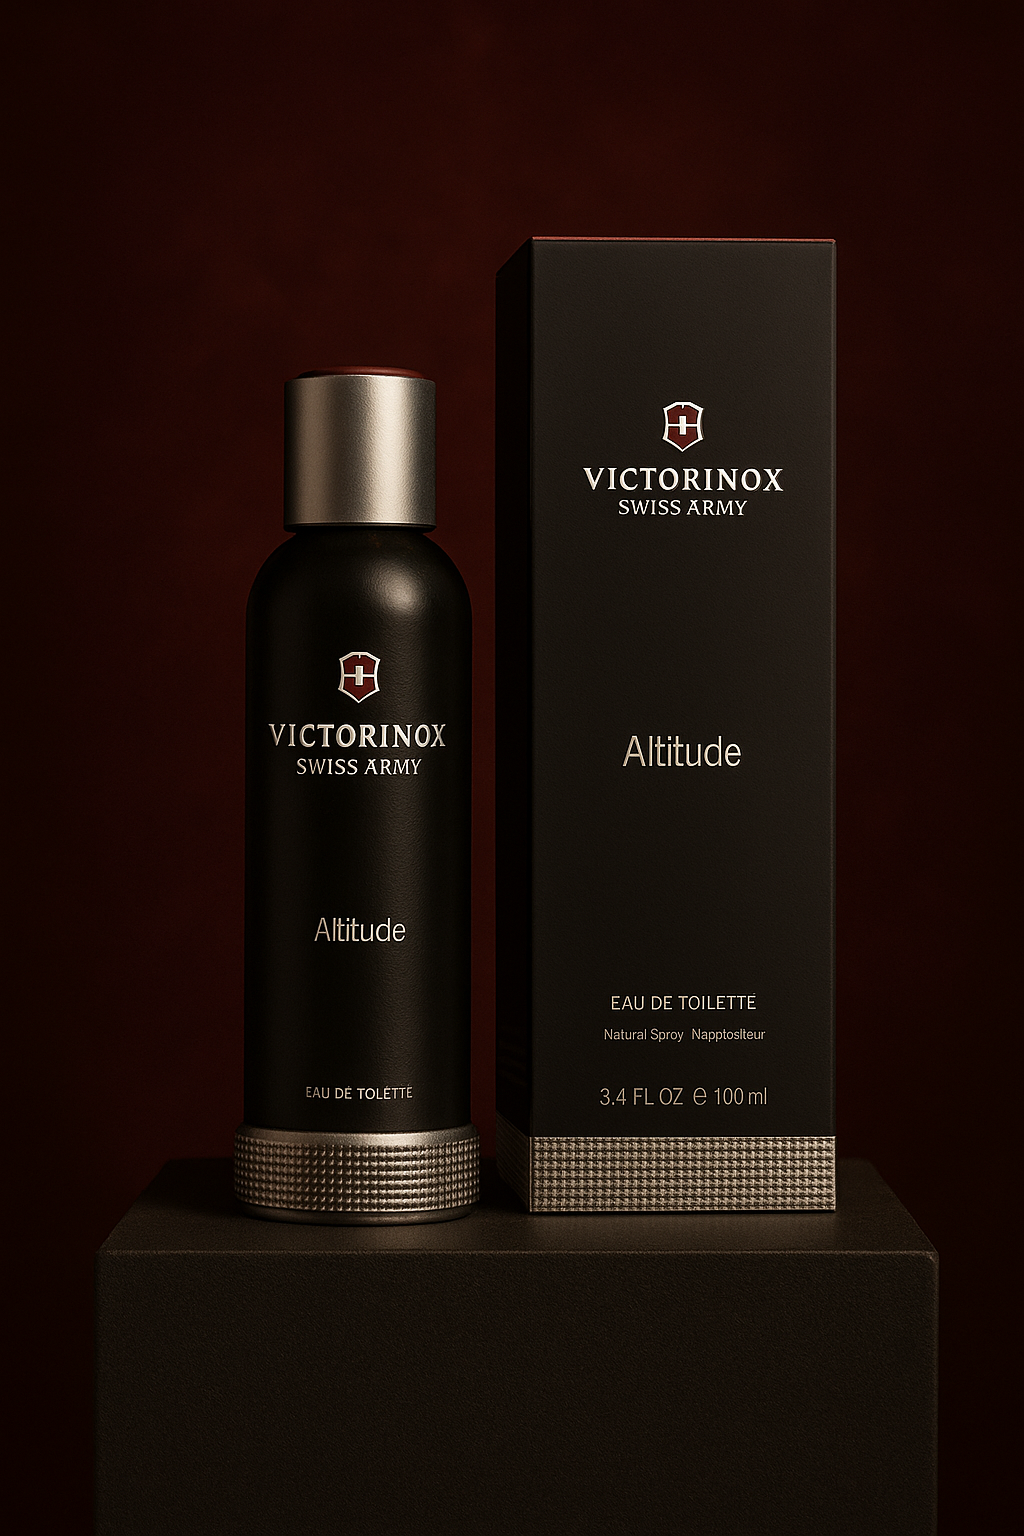 VICTORINOX
SWISS ARMY
Altitude
EAU DE TOLETTE
VICTORINOX
SWISS ARMY
Altitude
EAU DE TOILETTE
Natural Sproy Napptoslteur
3.4 FL OZ e 100 ml